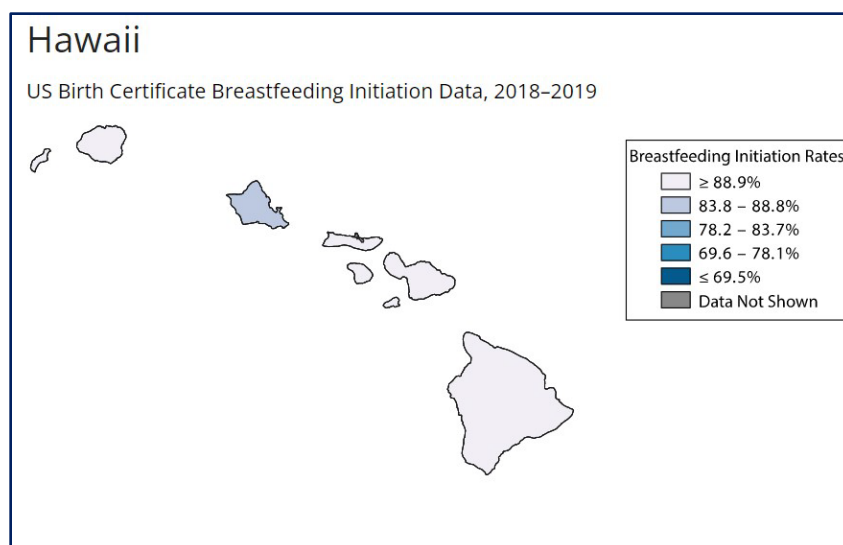 Hawaii
US Birth Certificate Breastfeeding Initiation Data, 2018–2019
Breastfeeding Initiation Rates
≥ 88.9%
83.8 – 88.8%
78.2 – 83.7%
69.6 – 78.1%
≤ 69.5%
Data Not Shown